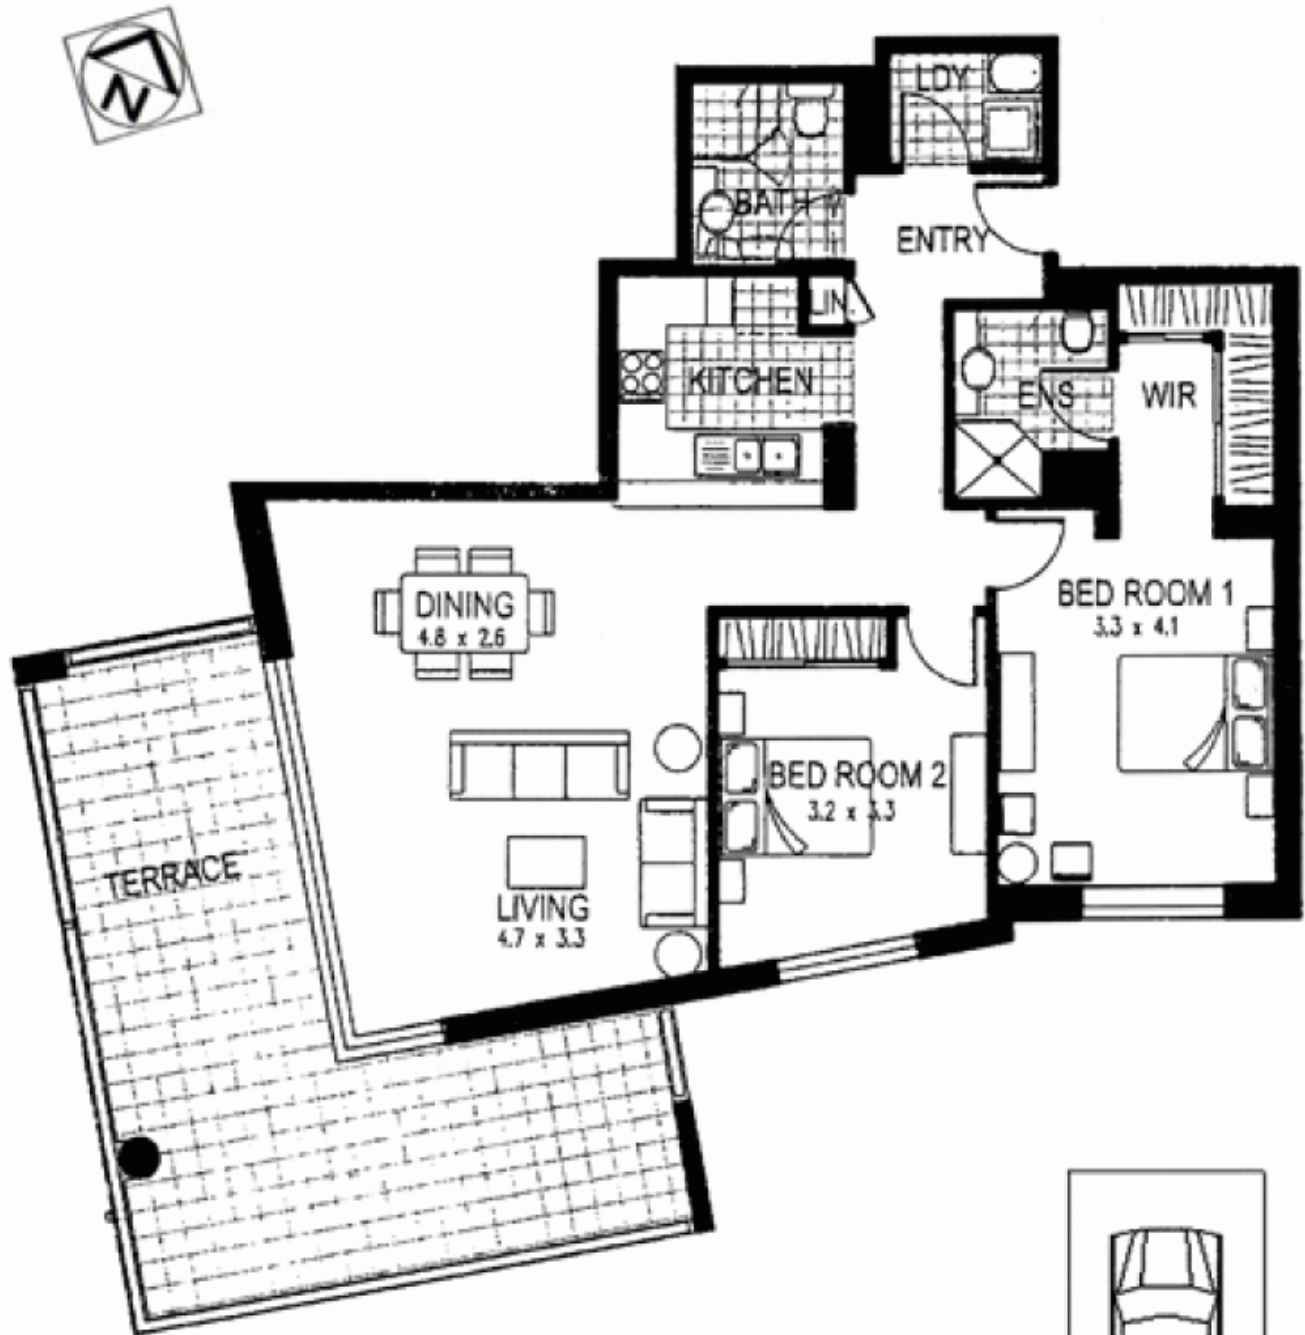 N
LDY
BATH
ENTRY
LIN.
KITCHEN
ENS
WIR
DINING
4.8 x 2.6
BED ROOM 1
3.3 x 4.1
BED ROOM 2
3.2 x 3.3
TERRACE
LIVING
4.7 x 3.3